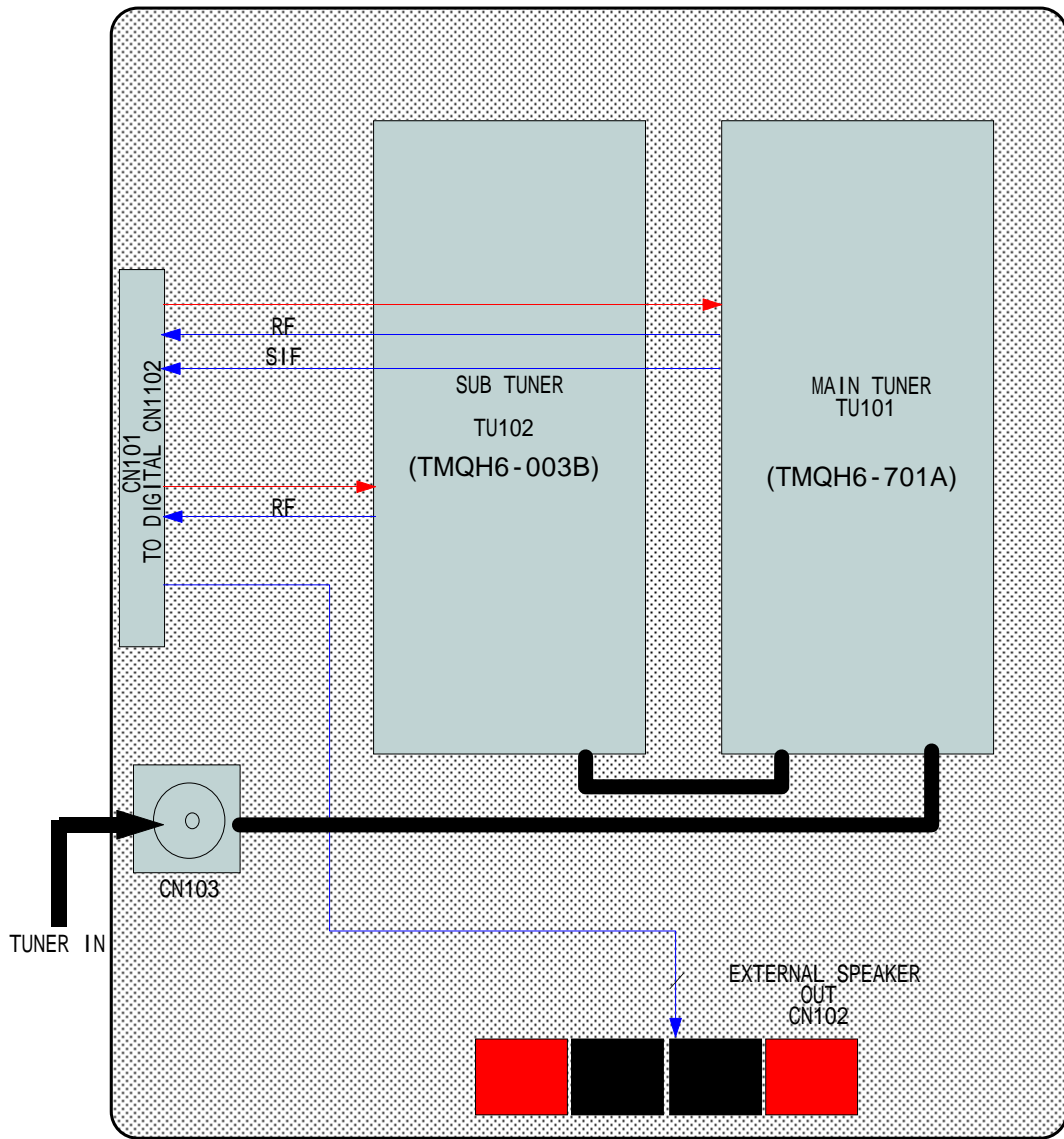 RF
SIF
SUB TUNER
TU102
(TMQH6-003B)
MAIN TUNER
TU101
(TMQH6-701A)
CN101
TO DIGITAL CN1102
RF
CN103
TUNER IN
EXTERNAL SPEAKER
OUT
CN102